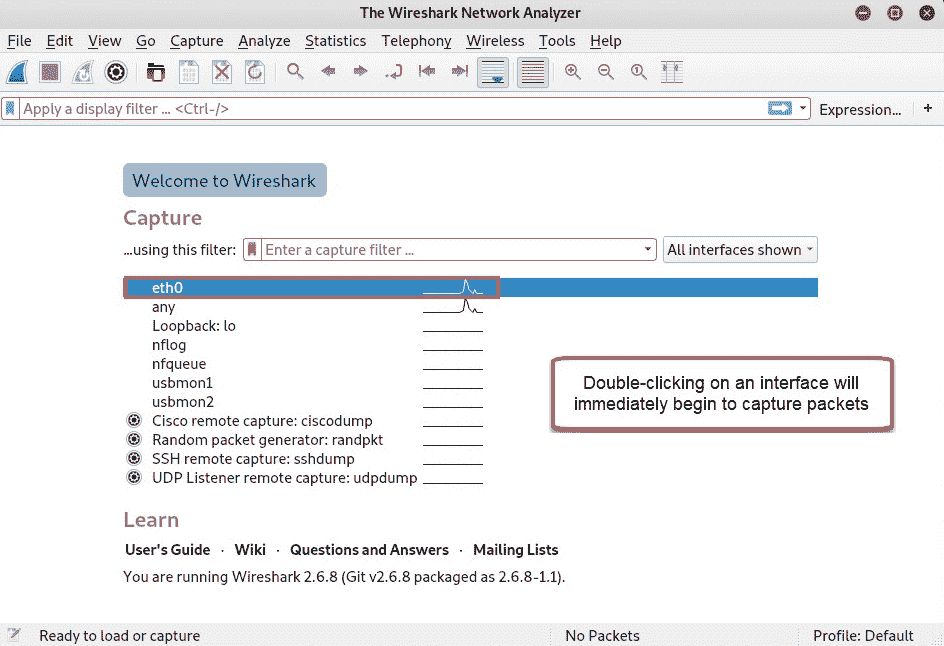 The Wireshark Network Analyzer
File Edit View Go Capture Analyze Statistics Telephony Wireless Tools Help
Apply a display filter ... <Ctrl-/> Expression... +
Welcome to Wireshark
Capture
...using this filter: Enter a capture filter ... All interfaces shown
eth0
any
Loopback: lo
nflog
nfqueue
usbmon1
usbmon2
Cisco remote capture: ciscodump
Random packet generator: randpkt
SSH remote capture: sshdump
UDP Listener remote capture: udpdump
Double-clicking on an interface will
immediately begin to capture packets
Learn
User's Guide · Wiki · Questions and Answers · Mailing Lists
You are running Wireshark 2.6.8 (Git v2.6.8 packaged as 2.6.8-1.1).
Ready to load or capture No Packets Profile: Default